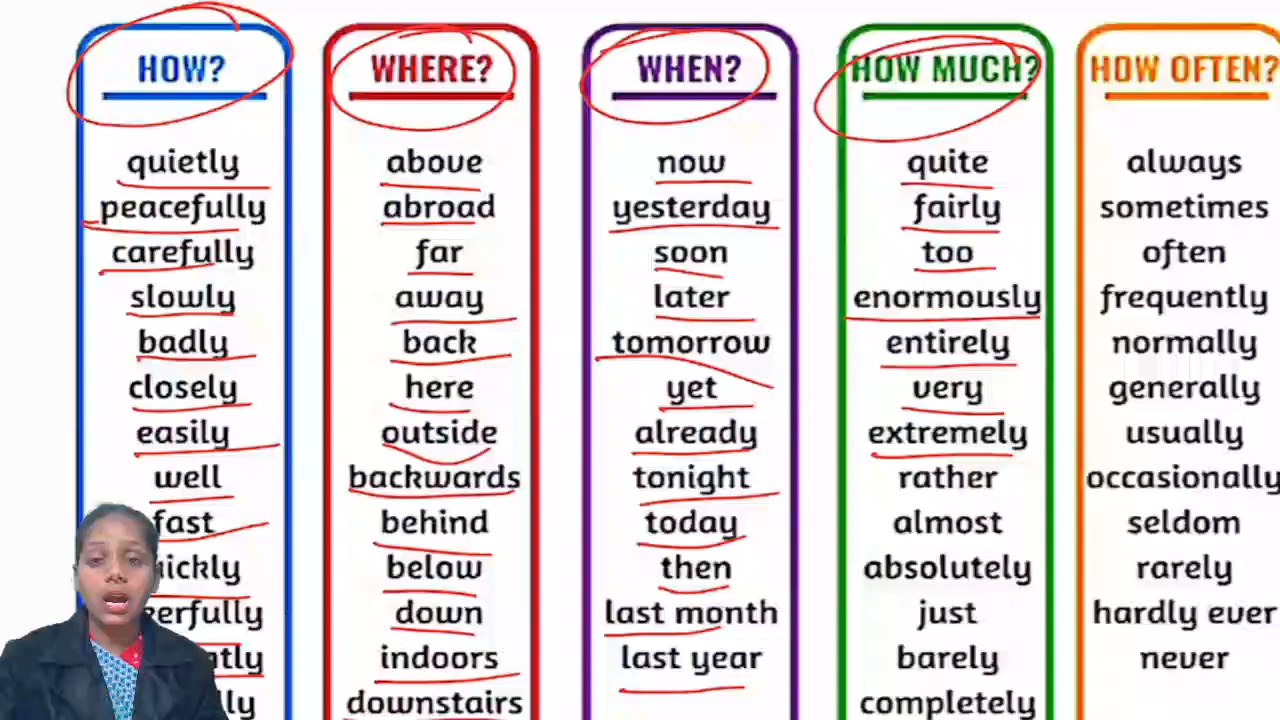 HOW?
quietly
peacefully
carefully
slowly
badly
closely
easily
well
fast
WHERE?
above
abroad
far
away
back
here
outside
backwards
behind
below
down
indoors
downstairs
WHEN?
now
yesterday
soon
later
tomorrow
yet
already
tonight
today
then
last month
last year
HOW MUCH?
quite
fairly
too
enormously
entirely
very
extremely
rather
almost
absolutely
just
barely
completely
HOW OFTEN?
always
sometimes
often
frequently
normally
generally
usually
occasionally
seldom
rarely
hardly ever
never